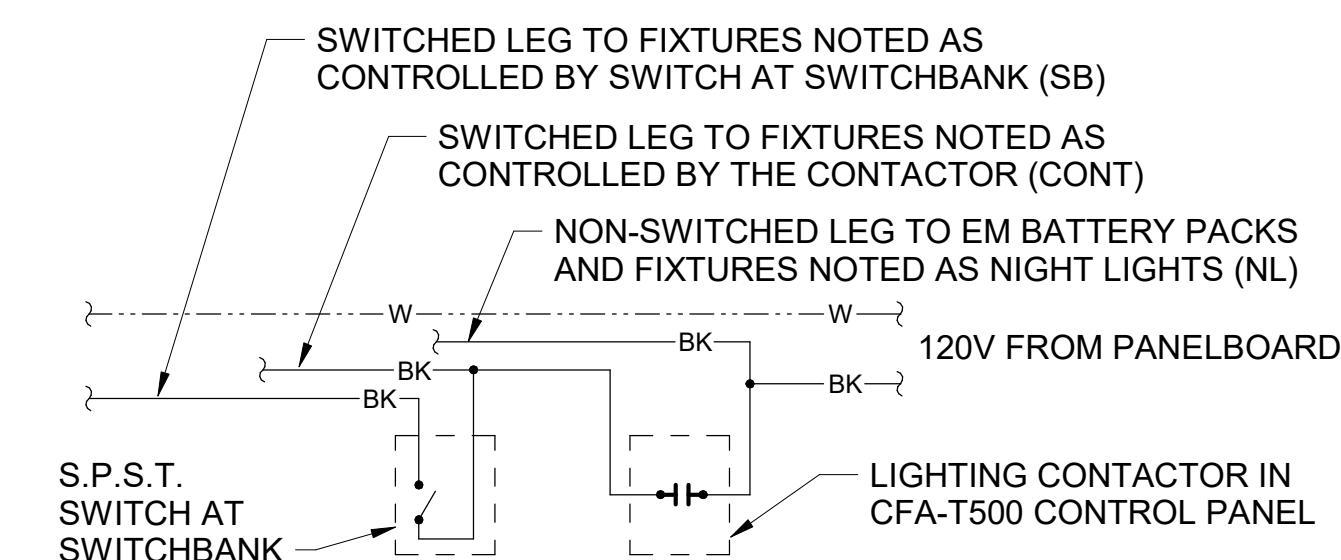 SWITCHED LEG TO FIXTURES NOTED AS
CONTROLLED BY SWITCH AT SWITCHBANK (SB)
SWITCHED LEG TO FIXTURES NOTED AS
CONTROLLED BY THE CONTACTOR (CONT)
NON-SWITCHED LEG TO EM BATTERY PACKS
AND FIXTURES NOTED AS NIGHT LIGHTS (NL)
W
W
BK
120V FROM PANELBOARD
BK
BK
BK
S.P.S.T.
SWITCH AT
SWITCHBANK
LIGHTING CONTACTOR IN
CFA-T500 CONTROL PANEL